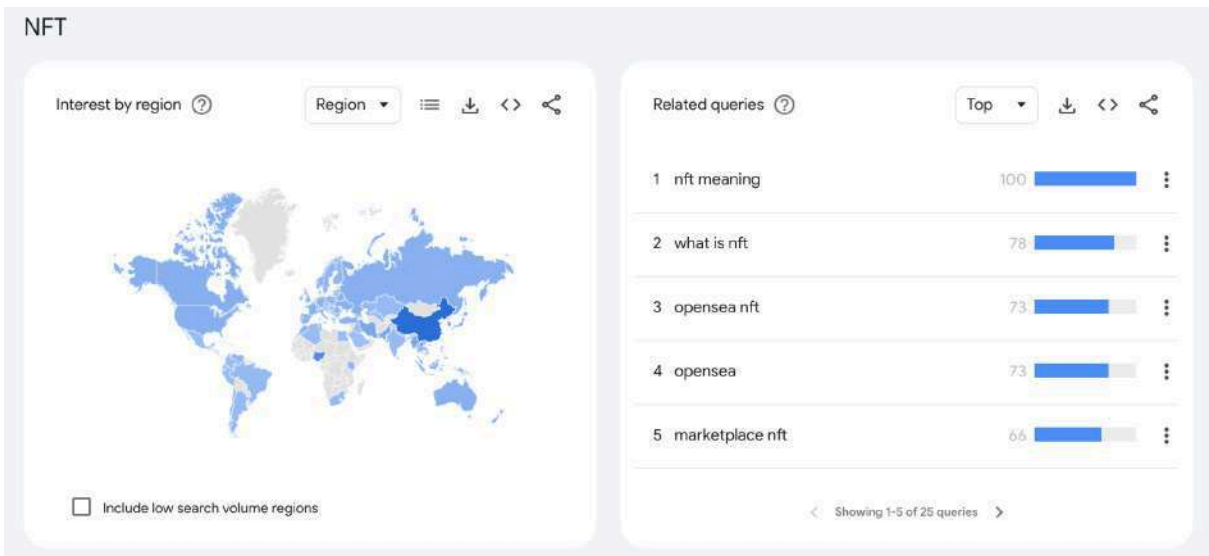 NFT
Interest by region
Region
Include low search volume regions
Related queries
Top
1 nft meaning 100
2 what is nft 78
3 opensea nft 73
4 opensea 73
5 marketplace nft 66
Showing 1-5 of 25 queries